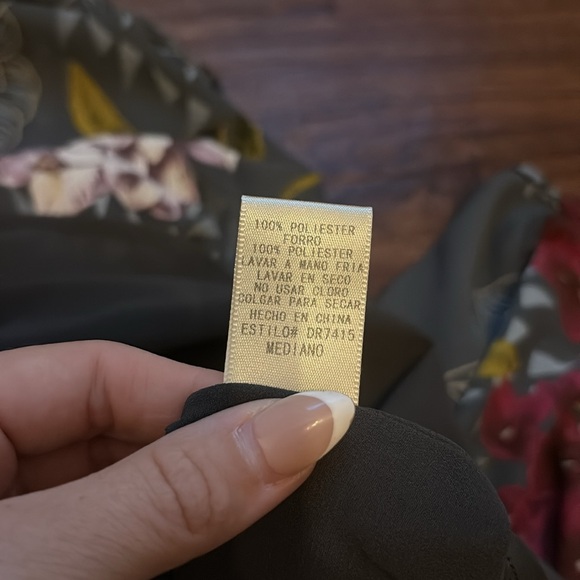 100% POLIESTER
FORRO
100% POLIESTER
LAVAR A MANO FRIA
LAVAR EN SECO
NO USAR CLORO
COLGAR PARA SECAR
HECHO EN CHINA
ESTILO# DR7415
MEDIANO